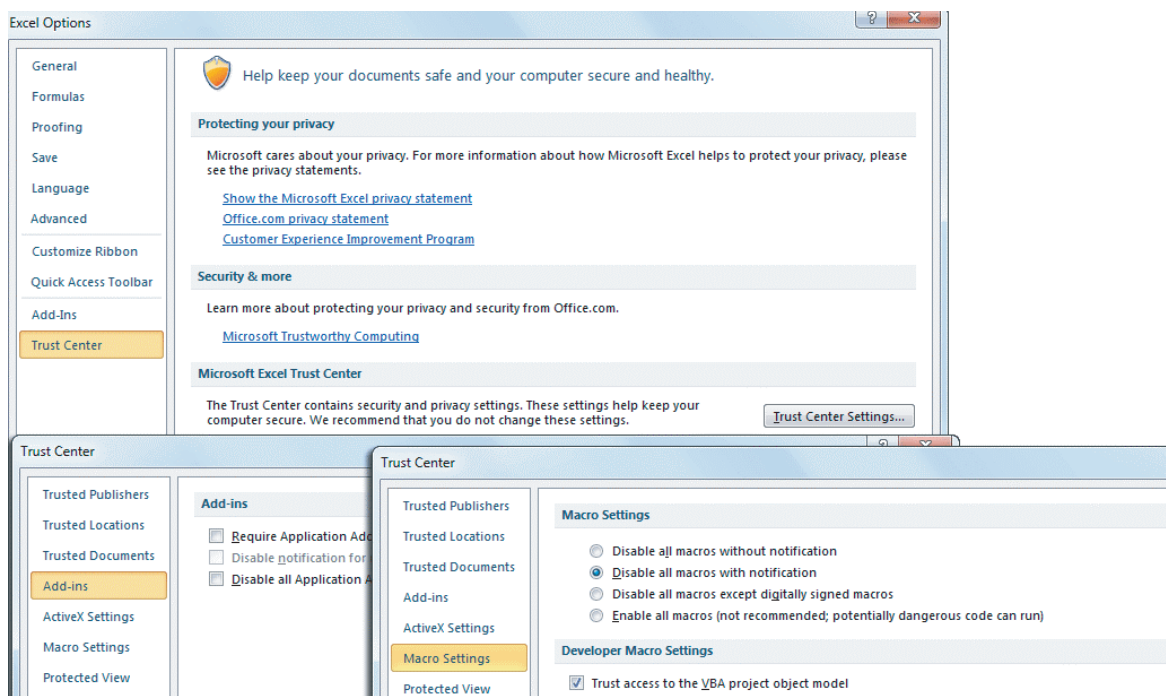 Excel Options
General
Formulas
Proofing
Save
Language
Advanced
Customize Ribbon
Quick Access Toolbar
Add-Ins
Trust Center
Help keep your documents safe and your computer secure and healthy.
Protecting your privacy
Microsoft cares about your privacy. For more information about how Microsoft Excel helps to protect your privacy, please
see the privacy statements.
Show the Microsoft Excel privacy statement
Office.com privacy statement
Customer Experience Improvement Program
Security & more
Learn more about protecting your privacy and security from Office.com.
Microsoft Trustworthy Computing
Microsoft Excel Trust Center
The Trust Center contains security and privacy settings. These settings help keep your
computer secure. We recommend that you do not change these settings.
Trust Center Settings...
Trust Center
Trusted Publishers
Trusted Locations
Trusted Documents
Add-ins
ActiveX Settings
Macro Settings
Protected View
Add-ins
Require Application Add
Disable notification for
Disable all Application A
Trust Center
Trusted Publishers
Trusted Locations
Trusted Documents
Add-ins
ActiveX Settings
Macro Settings
Protected View
Macro Settings
Disable all macros without notification
Disable all macros with notification
Disable all macros except digitally signed macros
Enable all macros (not recommended; potentially dangerous code can run)
Developer Macro Settings
Trust access to the VBA project object model